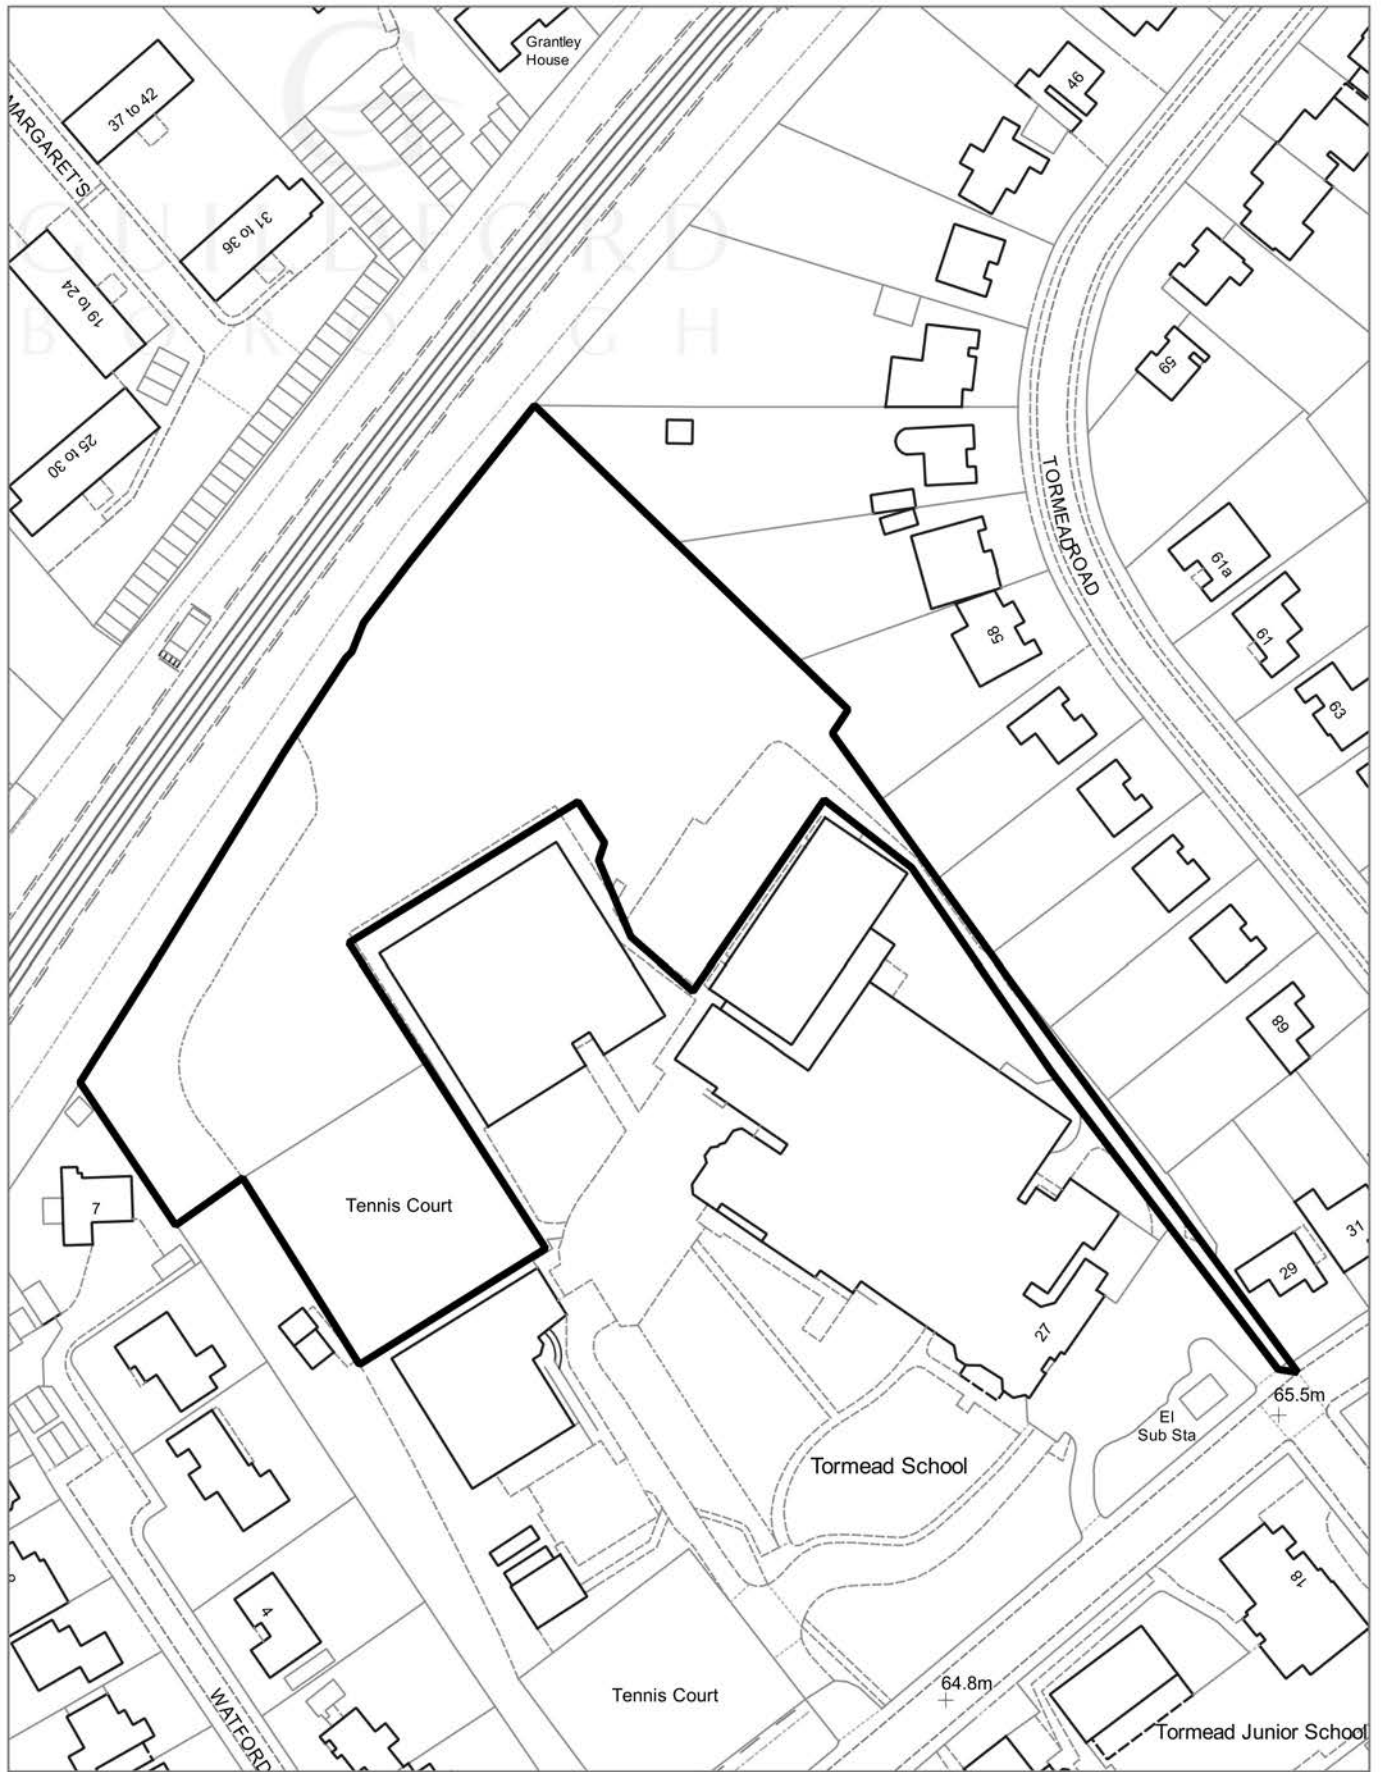 Grantley
House
46
37 to 42
MARGARET'S
31 to 36
GUILDFORD
19 to 24
BOROUGH
59
25 to 30
TORMEAD ROAD
61a
61
58
63
68
7
Tennis Court
31
29
27
65.5m
El
Sub Sta
Tormead School
18
4
64.8m
Tennis Court
WATFORD
Tormead Junior School